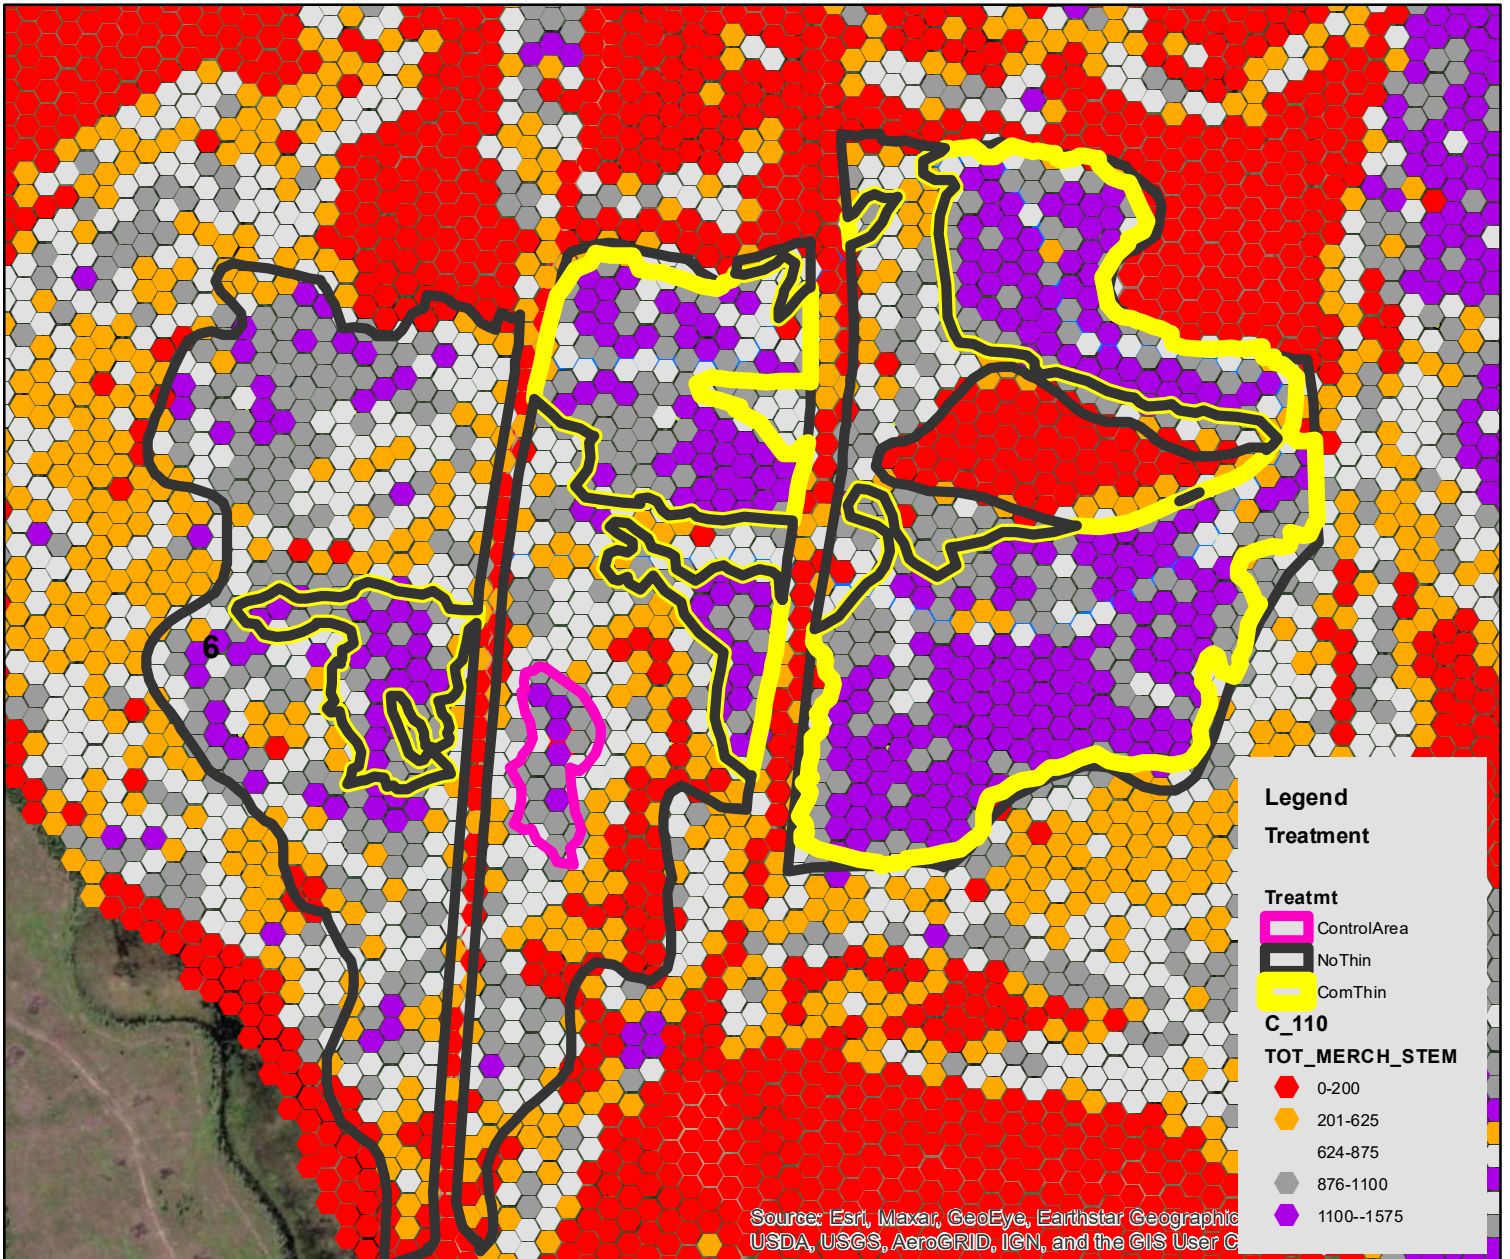 6
Legend
Treatment
Treatmt
ControlArea
NoThin
ComThin
C_110
TOT_MERCH_STEM
0-200
201-625
624-875
876-1100
1100--1575
Source: Esri, Maxar, GeoEye, Earthstar Geographic
USDA, USGS, AeroGRID, IGN, and the GIS User C